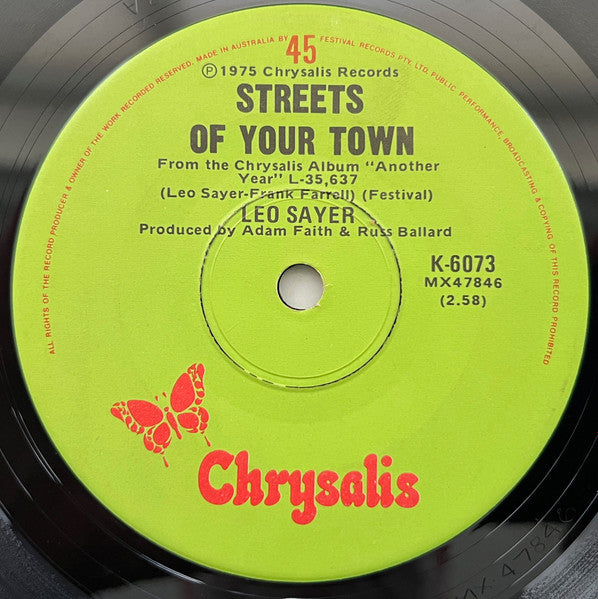 45
ALL RIGHTS OF THE RECORD PRODUCER & OWNER OF THE WORK RECORDED RESERVED. MADE IN AUSTRALIA BY FESTIVAL RECORDS PTY. LTD. PUBLIC PERFORMANCE, BROADCASTING & COPYING OF THIS RECORD PROHIBITED
Ⓟ 1975 Chrysalis Records
STREETS
OF YOUR TOWN
From the Chrysalis Album "Another
Year" L-35,637
(Leo Sayer-Frank Farrell) (Festival)
LEO SAYER
Produced by Adam Faith & Russ Ballard
K-6073
MX47846
(2.58)
Chrysalis
MX·47846